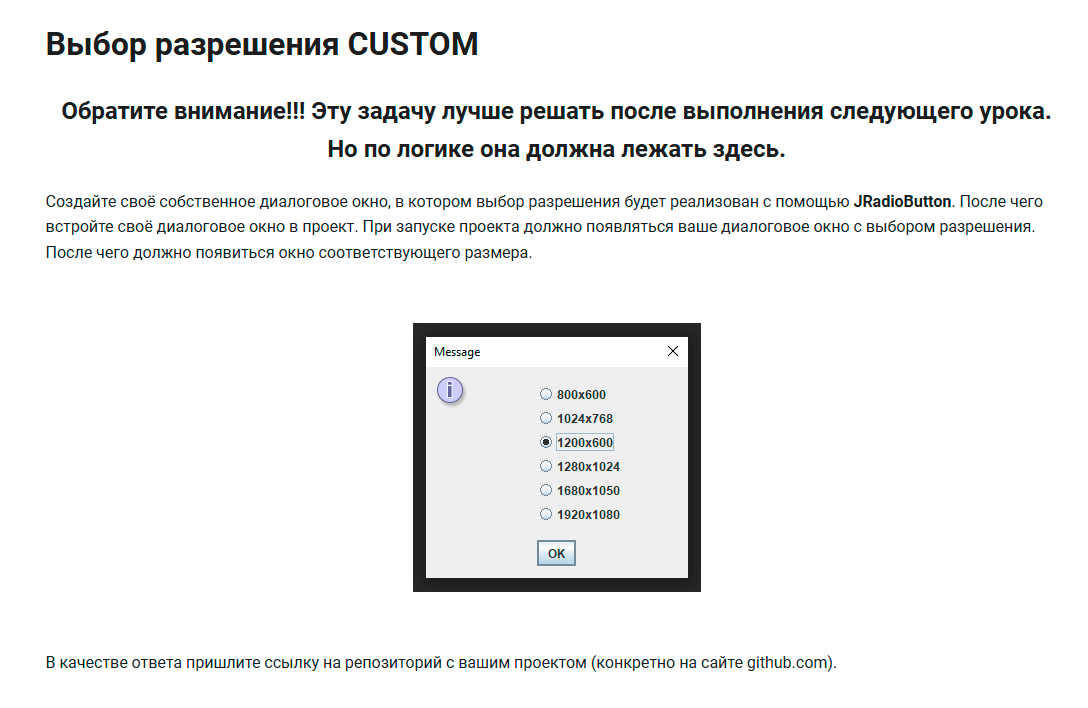 Выбор разрешения CUSTOM
Обратите внимание!!! Эту задачу лучше решать после выполнения следующего урока.
Но по логике она должна лежать здесь.
Создайте своё собственное диалоговое окно, в котором выбор разрешения будет реализован с помощью JRadioButton. После чего
встройте своё диалоговое окно в проект. При запуске проекта должно появляться ваше диалоговое окно с выбором разрешения.
После чего должно появиться окно соответствующего размера.
Message
i
800x600
1024x768
1200x600
1280x1024
1680x1050
1920x1080
OK
В качестве ответа пришлите ссылку на репозиторий с вашим проектом (конкретно на сайте github.com).